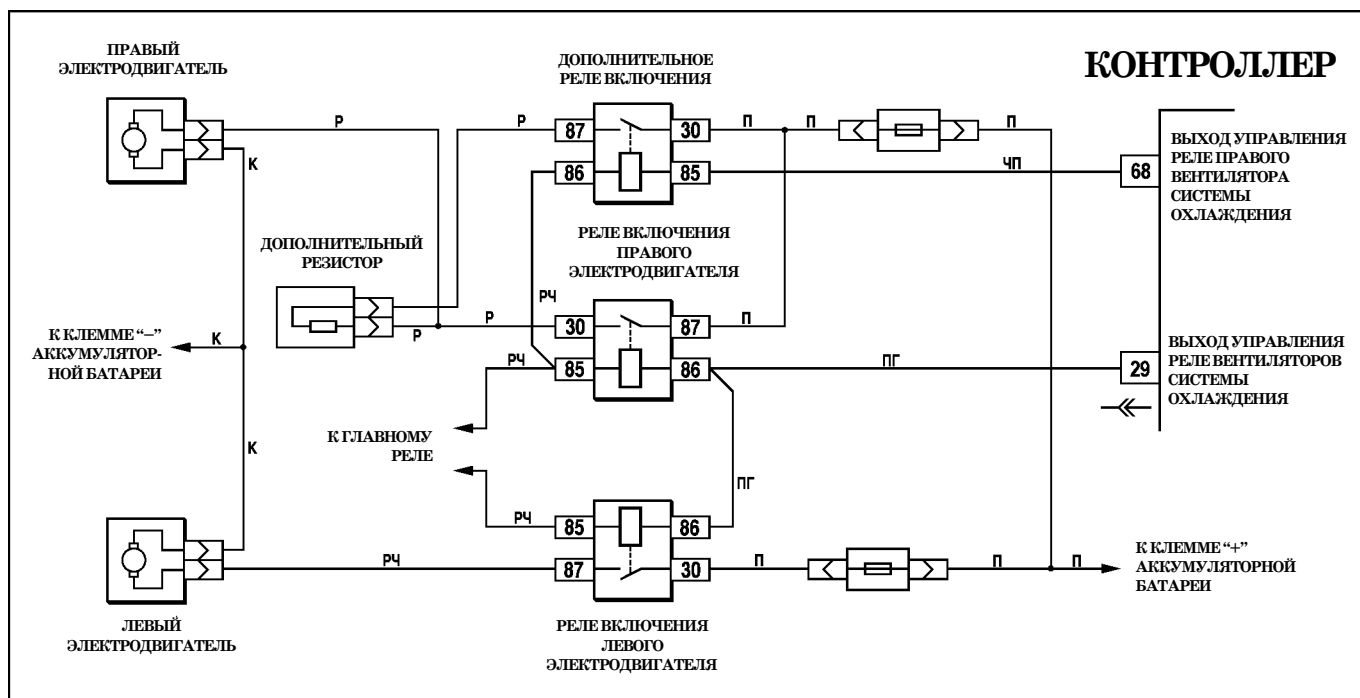 ПРАВЫЙ
ЭЛЕКТРОДВИГАТЕЛЬ
ДОПОЛНИТЕЛЬНОЕ
РЕЛЕ ВКЛЮЧЕНИЯ
КОНТРОЛЛЕР
Р
К
Р
87
30
П
П
П
86
85
ЧП
68
ВЫХОД УПРАВЛЕНИЯ
РЕЛЕ ПРАВОГО
ВЕНТИЛЯТОРА
СИСТЕМЫ
ОХЛАЖДЕНИЯ
ДОПОЛНИТЕЛЬНЫЙ
РЕЗИСТОР
РЕЛЕ ВКЛЮЧЕНИЯ
ПРАВОГО
ЭЛЕКТРОДВИГАТЕЛЯ
РЧ
Р
Р
30
87
П
К КЛЕММЕ “–”
АККУМУЛЯТОР-
НОЙ БАТАРЕИ
К
РЧ
85
86
ПГ
29
ВЫХОД УПРАВЛЕНИЯ
РЕЛЕ ВЕНТИЛЯТОРОВ
СИСТЕМЫ
ОХЛАЖДЕНИЯ
К
К ГЛАВНОМУ
РЕЛЕ
ПГ
РЧ
85
86
РЧ
87
30
П
П
П
К КЛЕММЕ “+”
АККУМУЛЯТОРНОЙ
БАТАРЕИ
ЛЕВЫЙ
ЭЛЕКТРОДВИГАТЕЛЬ
РЕЛЕ ВКЛЮЧЕНИЯ
ЛЕВОГО
ЭЛЕКТРОДВИГАТЕЛЯ